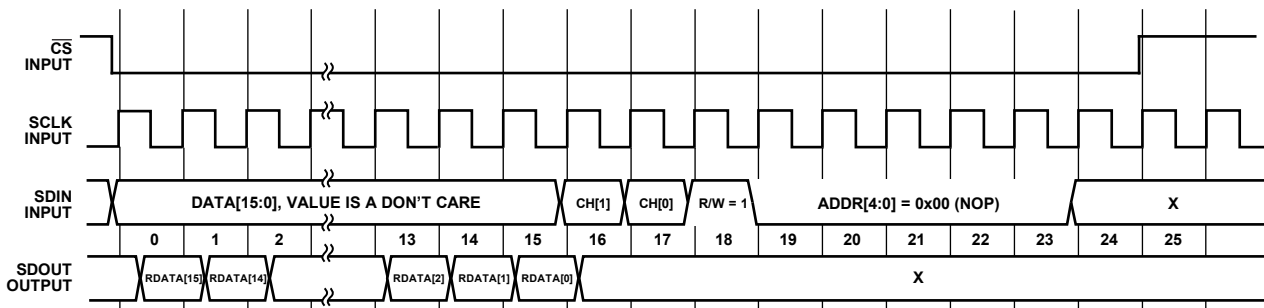 CS
INPUT
SCLK
INPUT
SDIN
INPUT
DATA[15:0], VALUE IS A DON'T CARE
CH[1]
CH[0]
R/W = 1
ADDR[4:0] = 0x00 (NOP)
X
0 1 2 13 14 15 16 17 18 19 20 21 22 23 24 25
SDOUT
OUTPUT
RDATA[15]
RDATA[14]
RDATA[2]
RDATA[1]
RDATA[0]
X